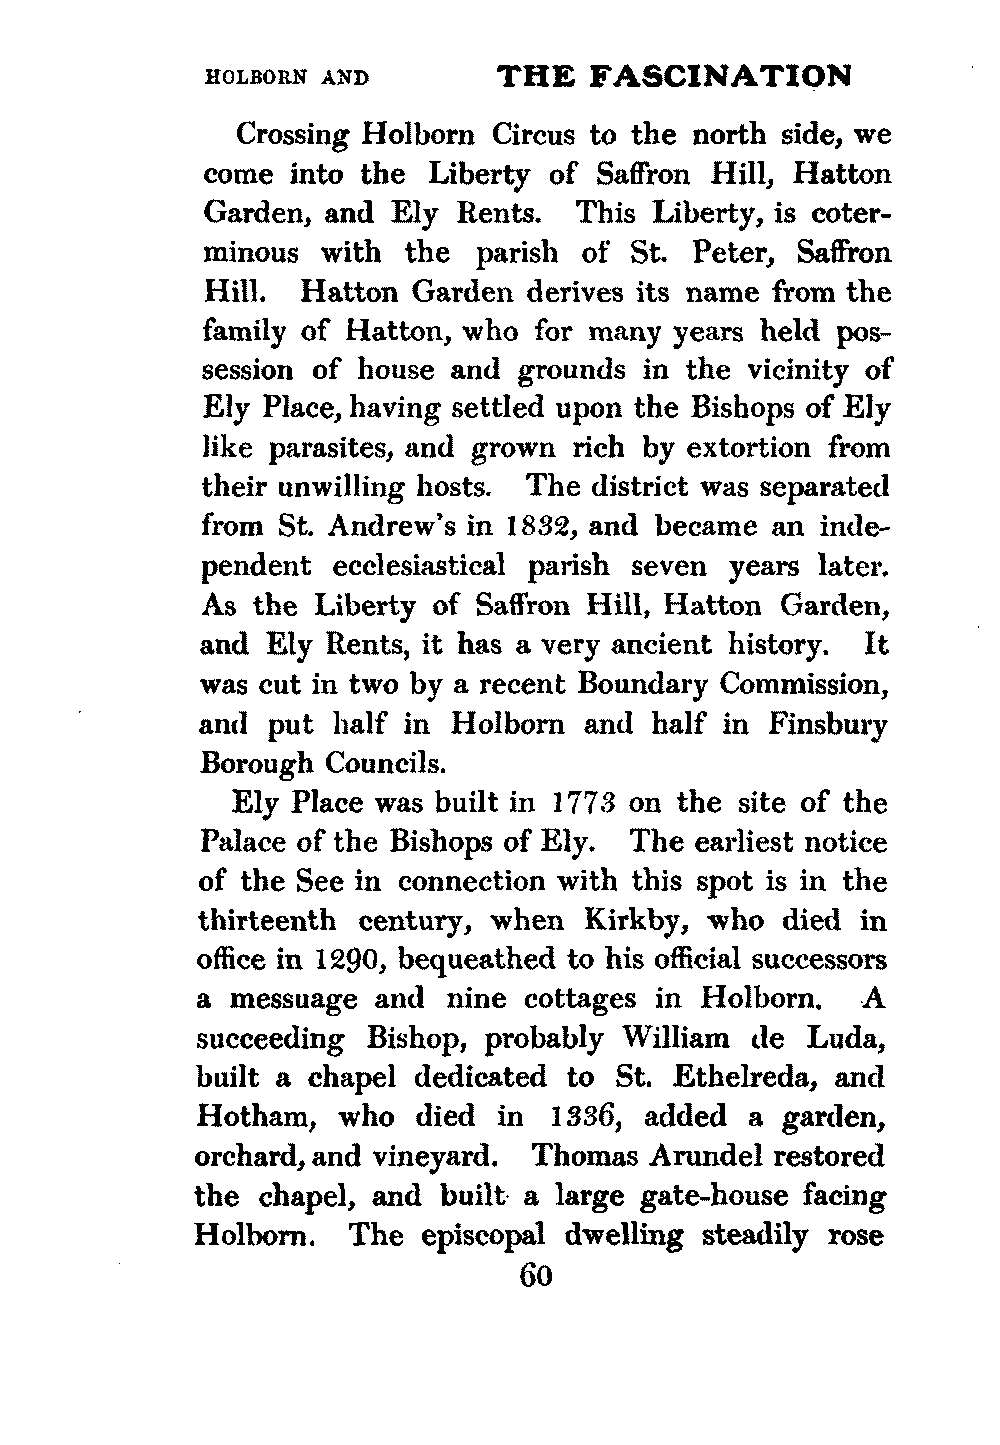 HOLBORN AND THE FASCINATION
Crossing Holborn Circus to the north side, we
come into the Liberty of Saffron Hill, Hatton
Garden, and Ely Rents. This Liberty, is coter-
minous with the parish of St. Peter, Saffron
Hill. Hatton Garden derives its name from the
family of Hatton, who for many years held pos-
session of house and grounds in the vicinity of
Ely Place, having settled upon the Bishops of Ely
like parasites, and grown rich by extortion from
their unwilling hosts. The district was separated
from St. Andrew's in 1832, and became an inde-
pendent ecclesiastical parish seven years later.
As the Liberty of Saffron Hill, Hatton Garden,
and Ely Rents, it has a very ancient history. It
was cut in two by a recent Boundary Commission,
and put half in Holborn and half in Finsbury
Borough Councils.
Ely Place was built in 1773 on the site of the
Palace of the Bishops of Ely. The earliest notice
of the See in connection with this spot is in the
thirteenth century, when Kirkby, who died in
office in 1290, bequeathed to his official successors
a messuage and nine cottages in Holborn. A
succeeding Bishop, probably William de Luda,
built a chapel dedicated to St. Ethelreda, and
Hotham, who died in 1336, added a garden,
orchard, and vineyard. Thomas Arundel restored
the chapel, and built a large gate-house facing
Holborn. The episcopal dwelling steadily rose
60